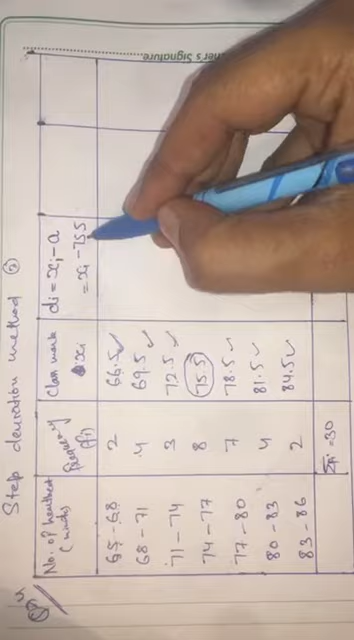 her's Signature
Step deviation method
No. of heartbeat (minute)
frequency (fi)
Class mark xi
di = xi - a
= xi - 75.5
65 - 68 2 66.5 ✓
68 - 71 4 69.5 ✓
71 - 74 3 72.5 ✓
74 - 77 8 75.5
77 - 80 7 78.5 ✓
80 - 83 4 81.5 ✓
83 - 86 2 84.5 ✓
Σfi = 30